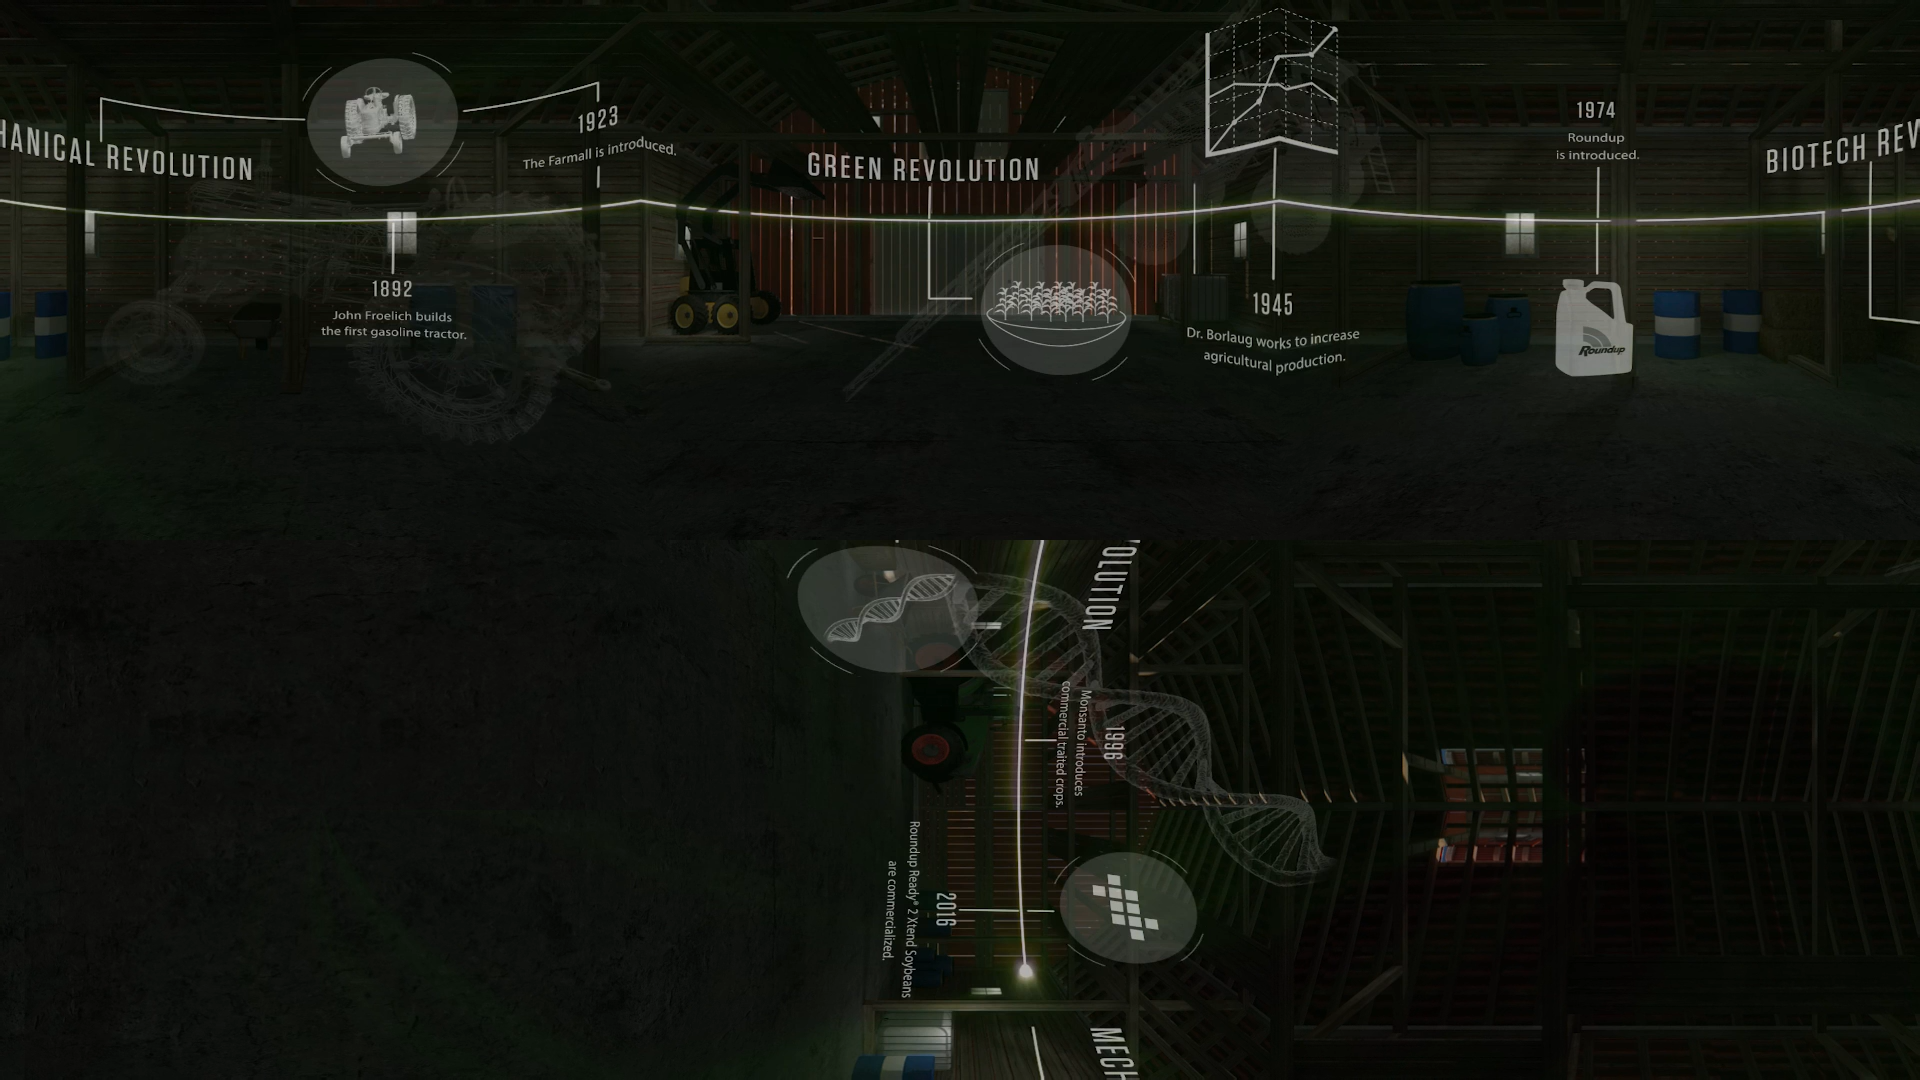 HANICAL REVOLUTION
1892
John Froelich builds
the first gasoline tractor.
1923
The Farmall is introduced.
GREEN REVOLUTION
1945
Dr. Borlaug works to increase
agricultural production.
1974
Roundup
is introduced.
Roundup
BIOTECH REV
OLUTION
1996
Monsanto introduces
commercial traited crops.
2016
Roundup Ready® 2 Xtend Soybeans
are commercialized.
MECH